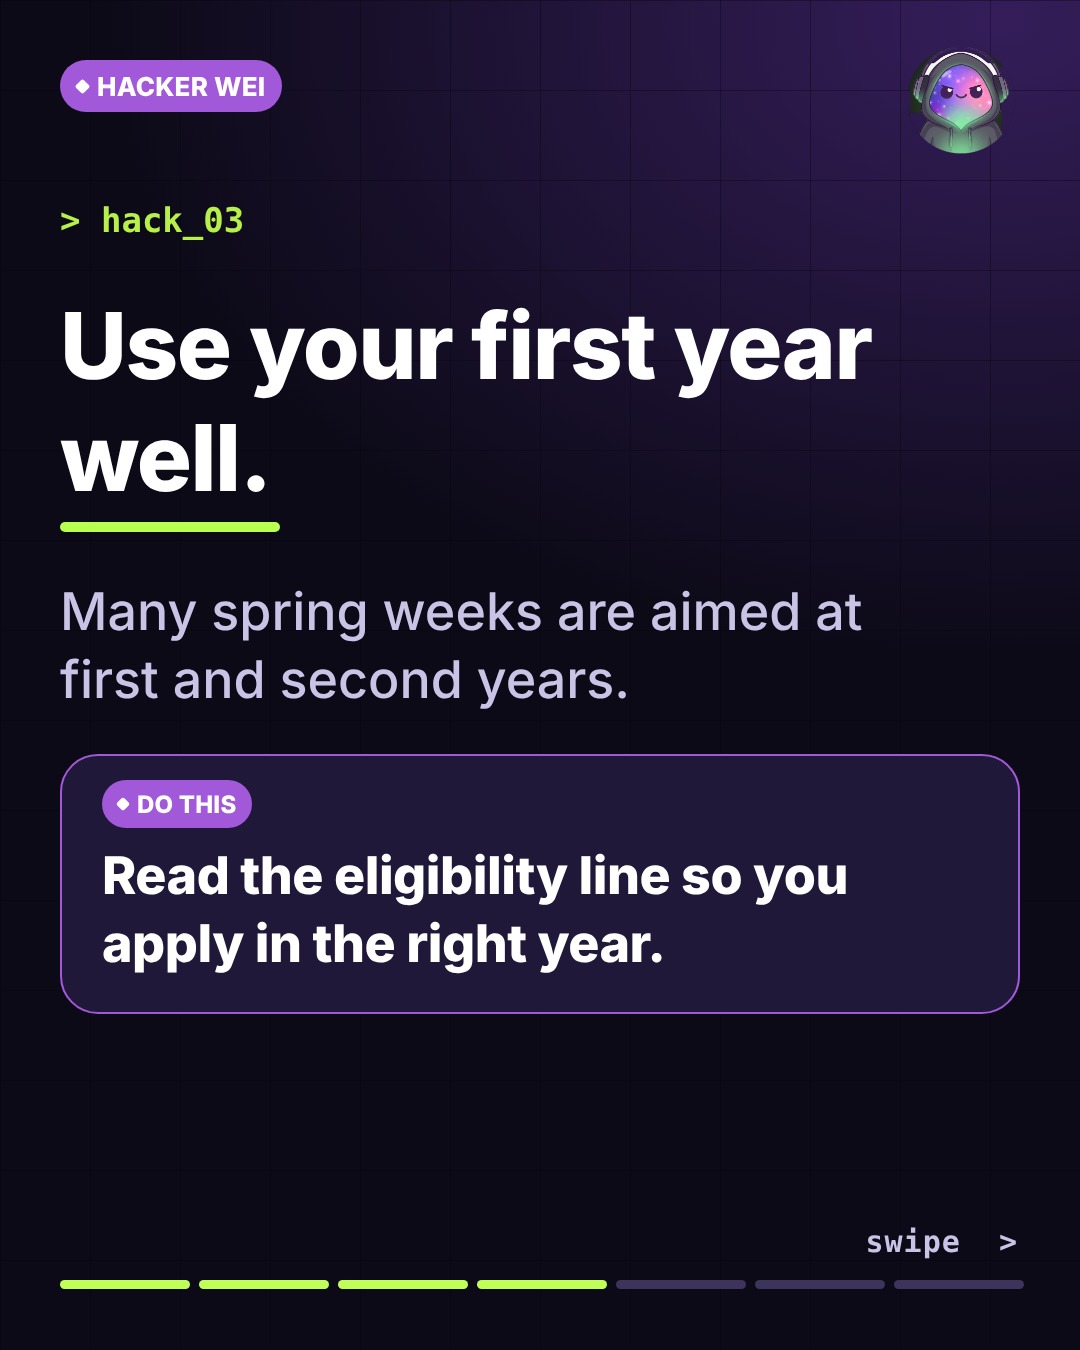 HACKER WEI
> hack_03
Use your first year
well.
Many spring weeks are aimed at
first and second years.
DO THIS
Read the eligibility line so you
apply in the right year.
swipe >